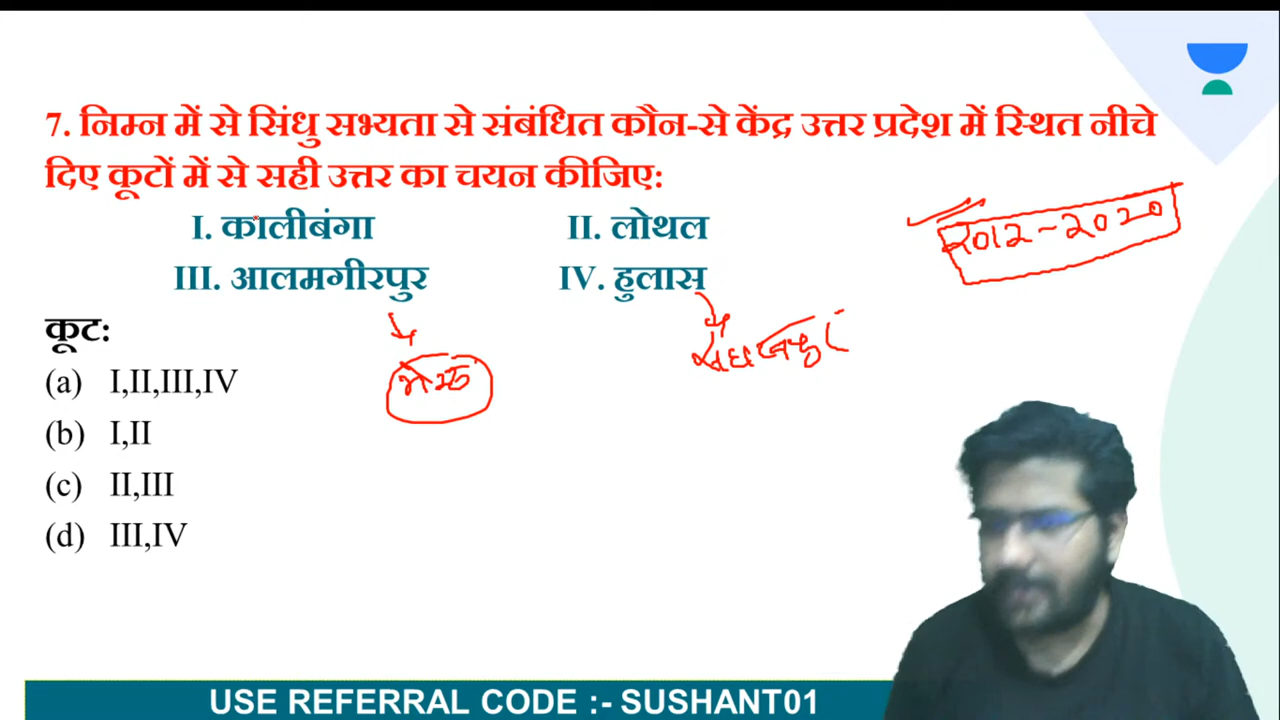 7. निम्न में से सिंधु सभ्यता से संबंधित कौन-से केंद्र उत्तर प्रदेश में स्थित नीचे
दिए कूटों में से सही उत्तर का चयन कीजिए:
I. कालीबंगा II. लोथल
2012-2020
III. आलमगीरपुर IV. हुलास
कूट:
(a) I,II,III,IV
(b) I,II
(c) II,III
(d) III,IV
USE REFERRAL CODE :- SUSHANT01